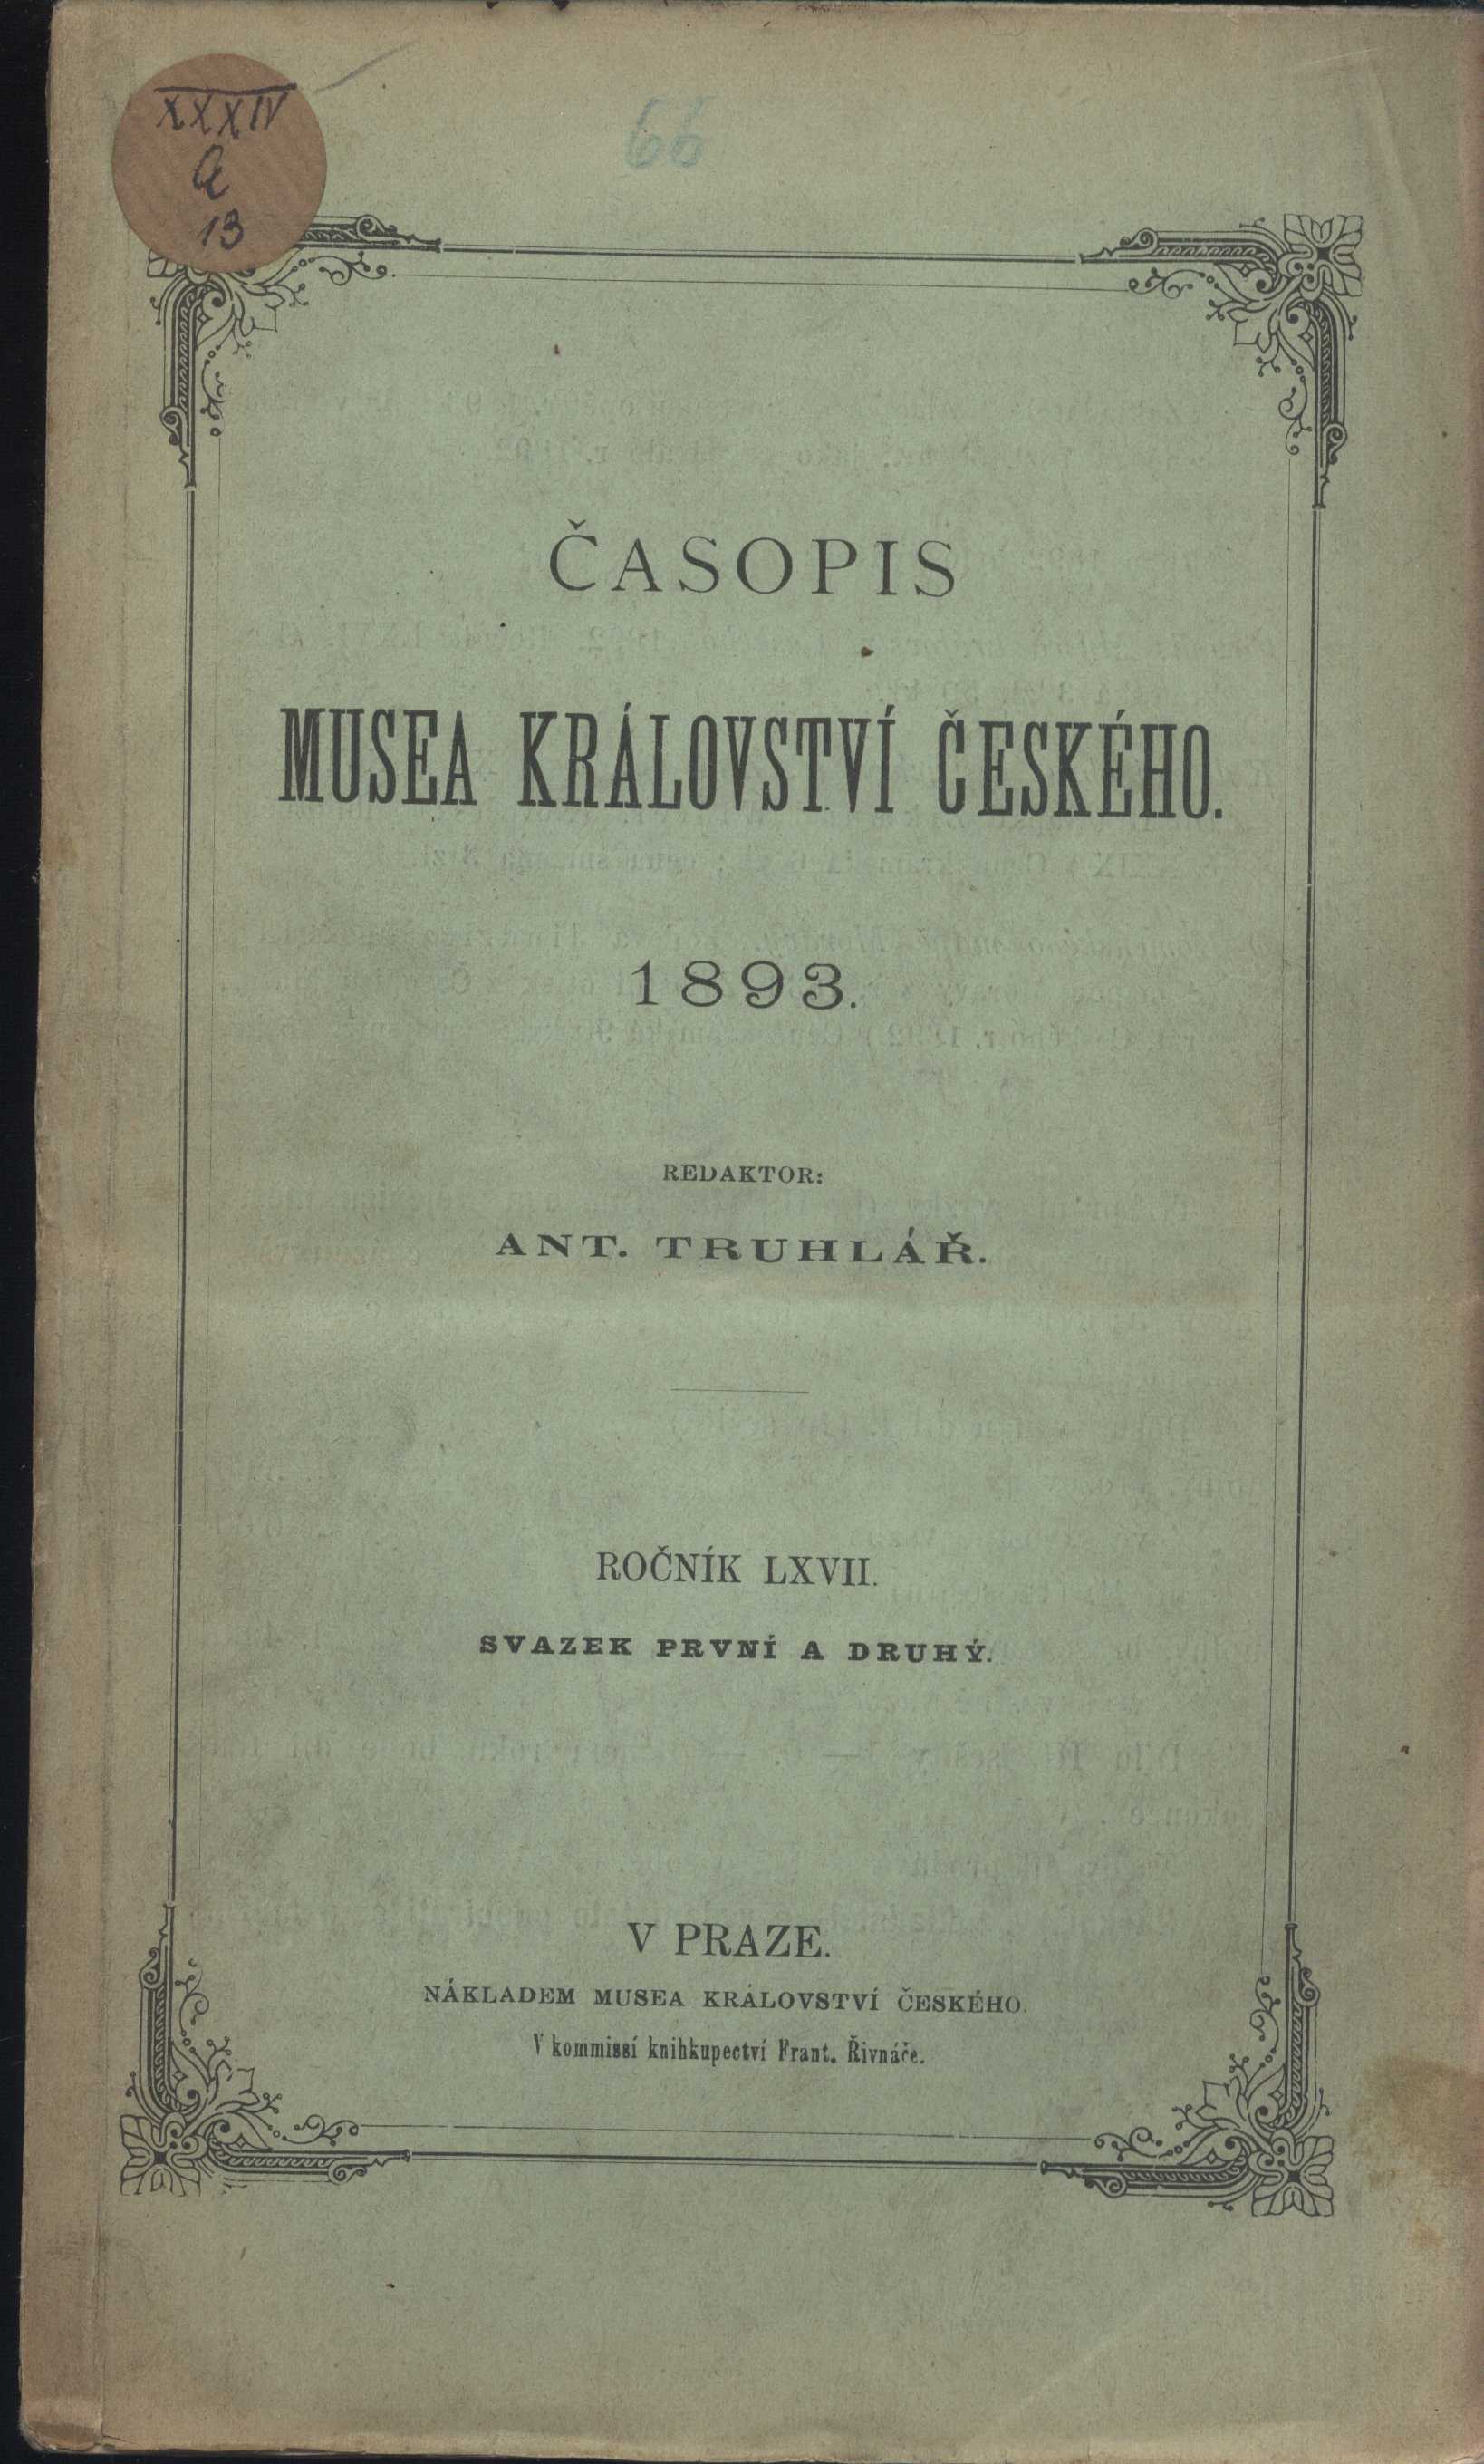 XXXIV
a
13
66
ČASOPIS
MUSEA KRÁLOVSTVÍ ČESKÉHO.
1893.
REDAKTOR:
ANT. TRUHLÁŘ.
ROČNÍK LXVII.
SVAZEK PRVNÍ A DRUHÝ.
V PRAZE.
NÁKLADEM MUSEA KRÁLOVSTVÍ ČESKÉHO.
V kommissí knihkupectví Frant. Řivnáče.